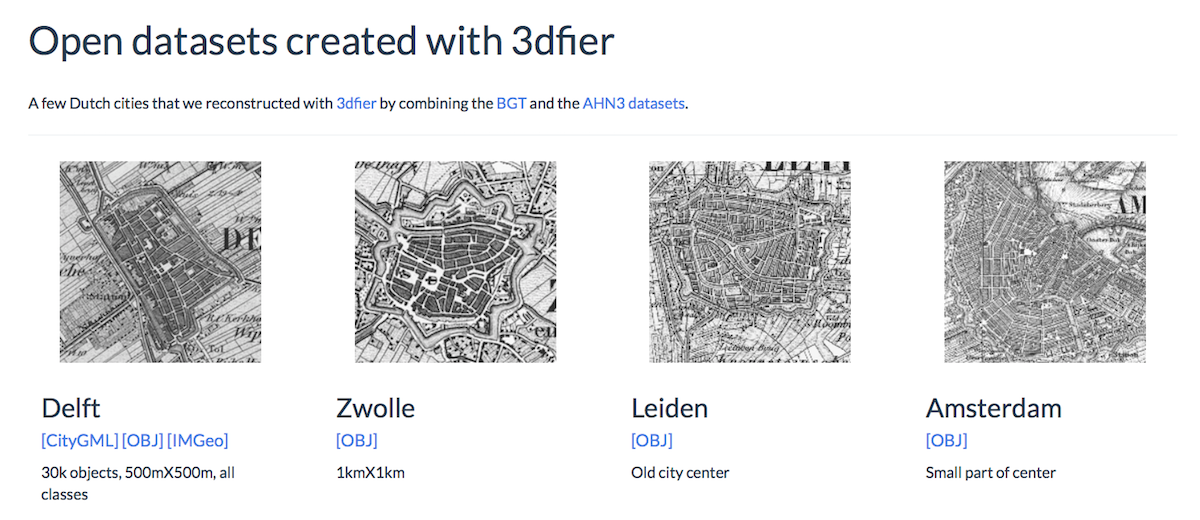 Open datasets created with 3dfier
A few Dutch cities that we reconstructed with 3dfier by combining the BGT and the AHN3 datasets.
DE
AM
Delft
[CityGML] [OBJ] [IMGeo]
30k objects, 500mX500m, all
classes
Zwolle
[OBJ]
1kmX1km
Leiden
[OBJ]
Old city center
Amsterdam
[OBJ]
Small part of center